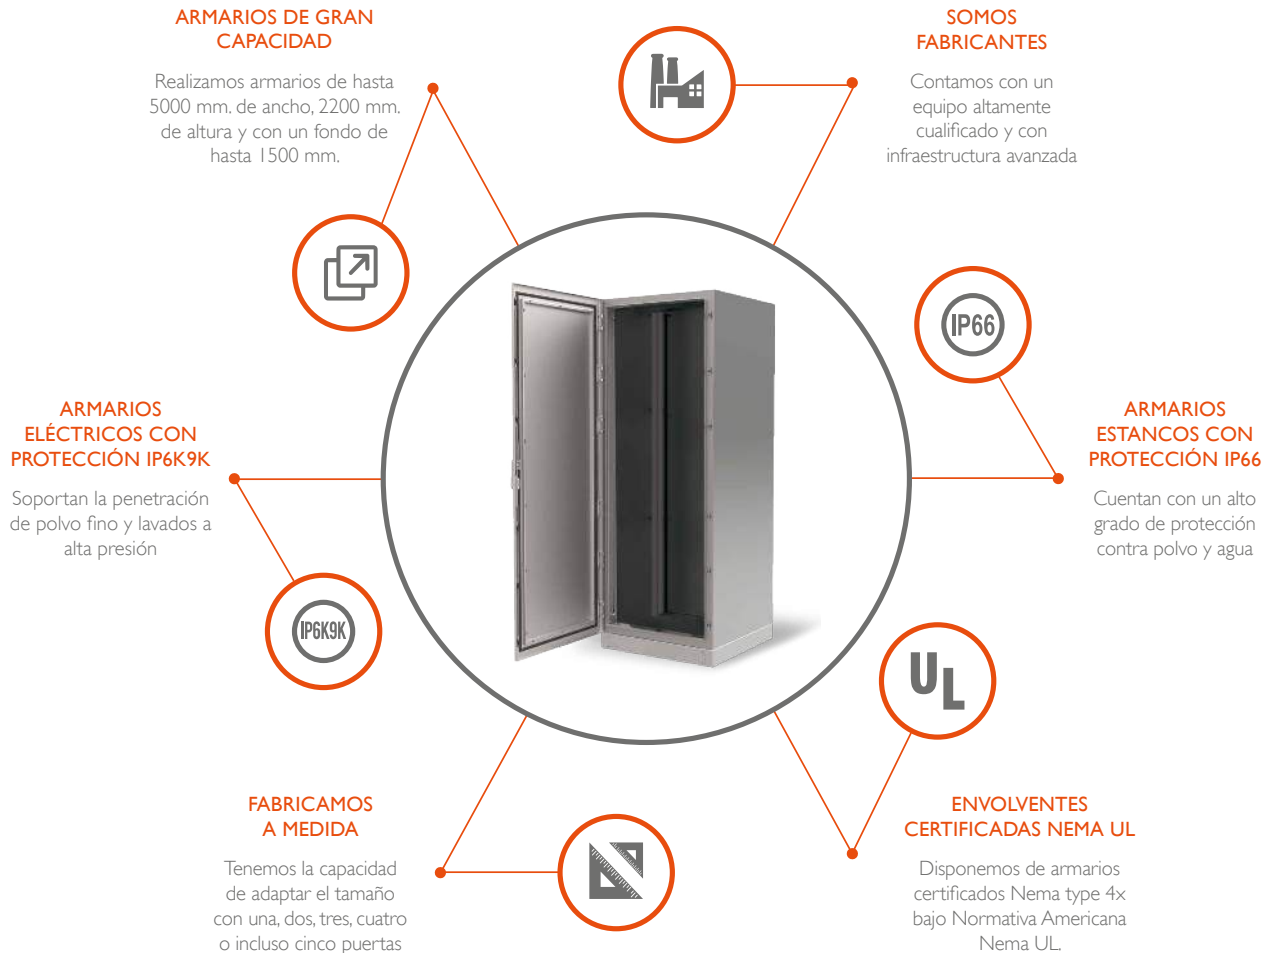 ARMARIOS DE GRAN
CAPACIDAD
Realizamos armarios de hasta
5000 mm. de ancho, 2200 mm.
de altura y con un fondo de
hasta 1500 mm.
SOMOS
FABRICANTES
Contamos con un
equipo altamente
cualificado y con
infraestructura avanzada
IP66
ARMARIOS
ELÉCTRICOS CON
PROTECCIÓN IP6K9K
Soportan la penetración
de polvo fino y lavados a
alta presión
IP6K9K
ARMARIOS
ESTANCOS CON
PROTECCIÓN IP66
Cuentan con un alto
grado de protección
contra polvo y agua
UL
FABRICAMOS
A MEDIDA
Tenemos la capacidad
de adaptar el tamaño
con una, dos, tres, cuatro
o incluso cinco puertas
ENVOLVENTES
CERTIFICADAS NEMA UL
Disponemos de armarios
certificados Nema type 4x
bajo Normativa Americana
Nema UL.